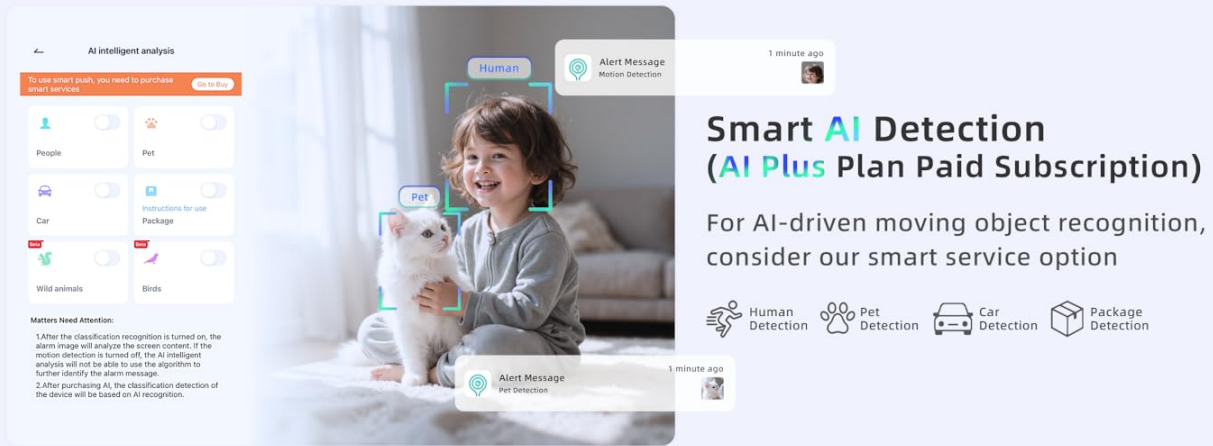 AI intelligent analysis
To use smart push, you need to purchase
smart services
Go to Buy
People
Pet
Car
Instructions for use
Package
Beta
Wild animals
Beta
Birds
Matters Need Attention:
1.After the classification recognition is turned on, the
alarm image will analyze the screen content. If the
motion detection is turned off, the AI intelligent
analysis will not be able to use the algorithm to
further identify the alarm message.
2.After purchasing AI, the classification detection of
the device will be based on AI recognition.
Human
Pet
Alert Message
Motion Detection
1 minute ago
Alert Message
Pet Detection
1 minute ago
Smart AI Detection
(AI Plus Plan Paid Subscription)
For AI-driven moving object recognition,
consider our smart service option
Human
Detection
Pet
Detection
Car
Detection
Package
Detection